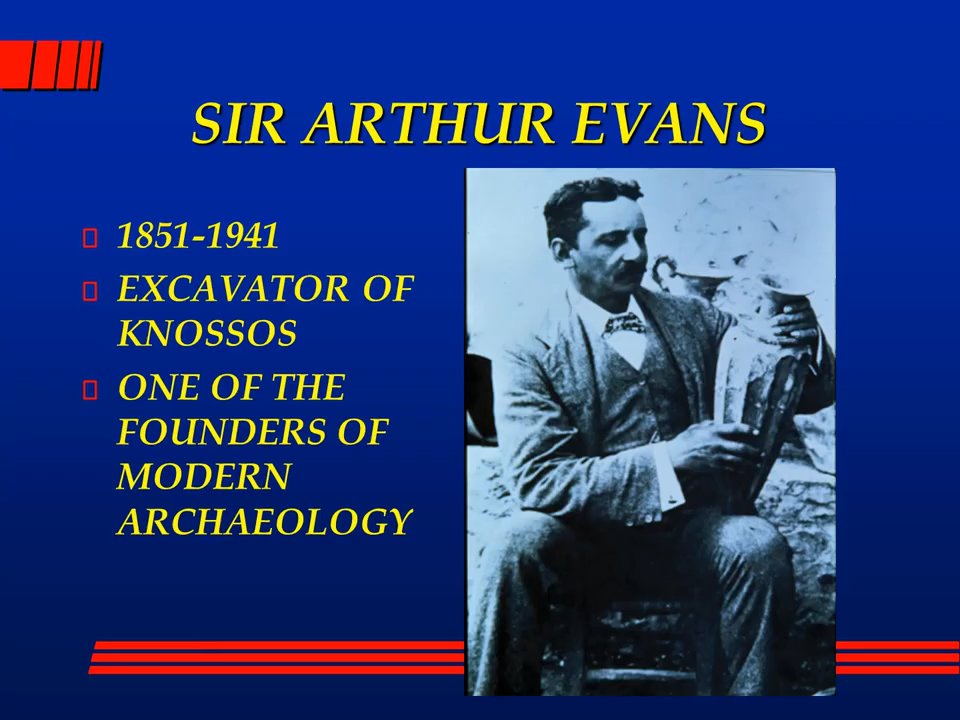 SIR ARTHUR EVANS
1851-1941
EXCAVATOR OF
KNOSSOS
ONE OF THE
FOUNDERS OF
MODERN
ARCHAEOLOGY